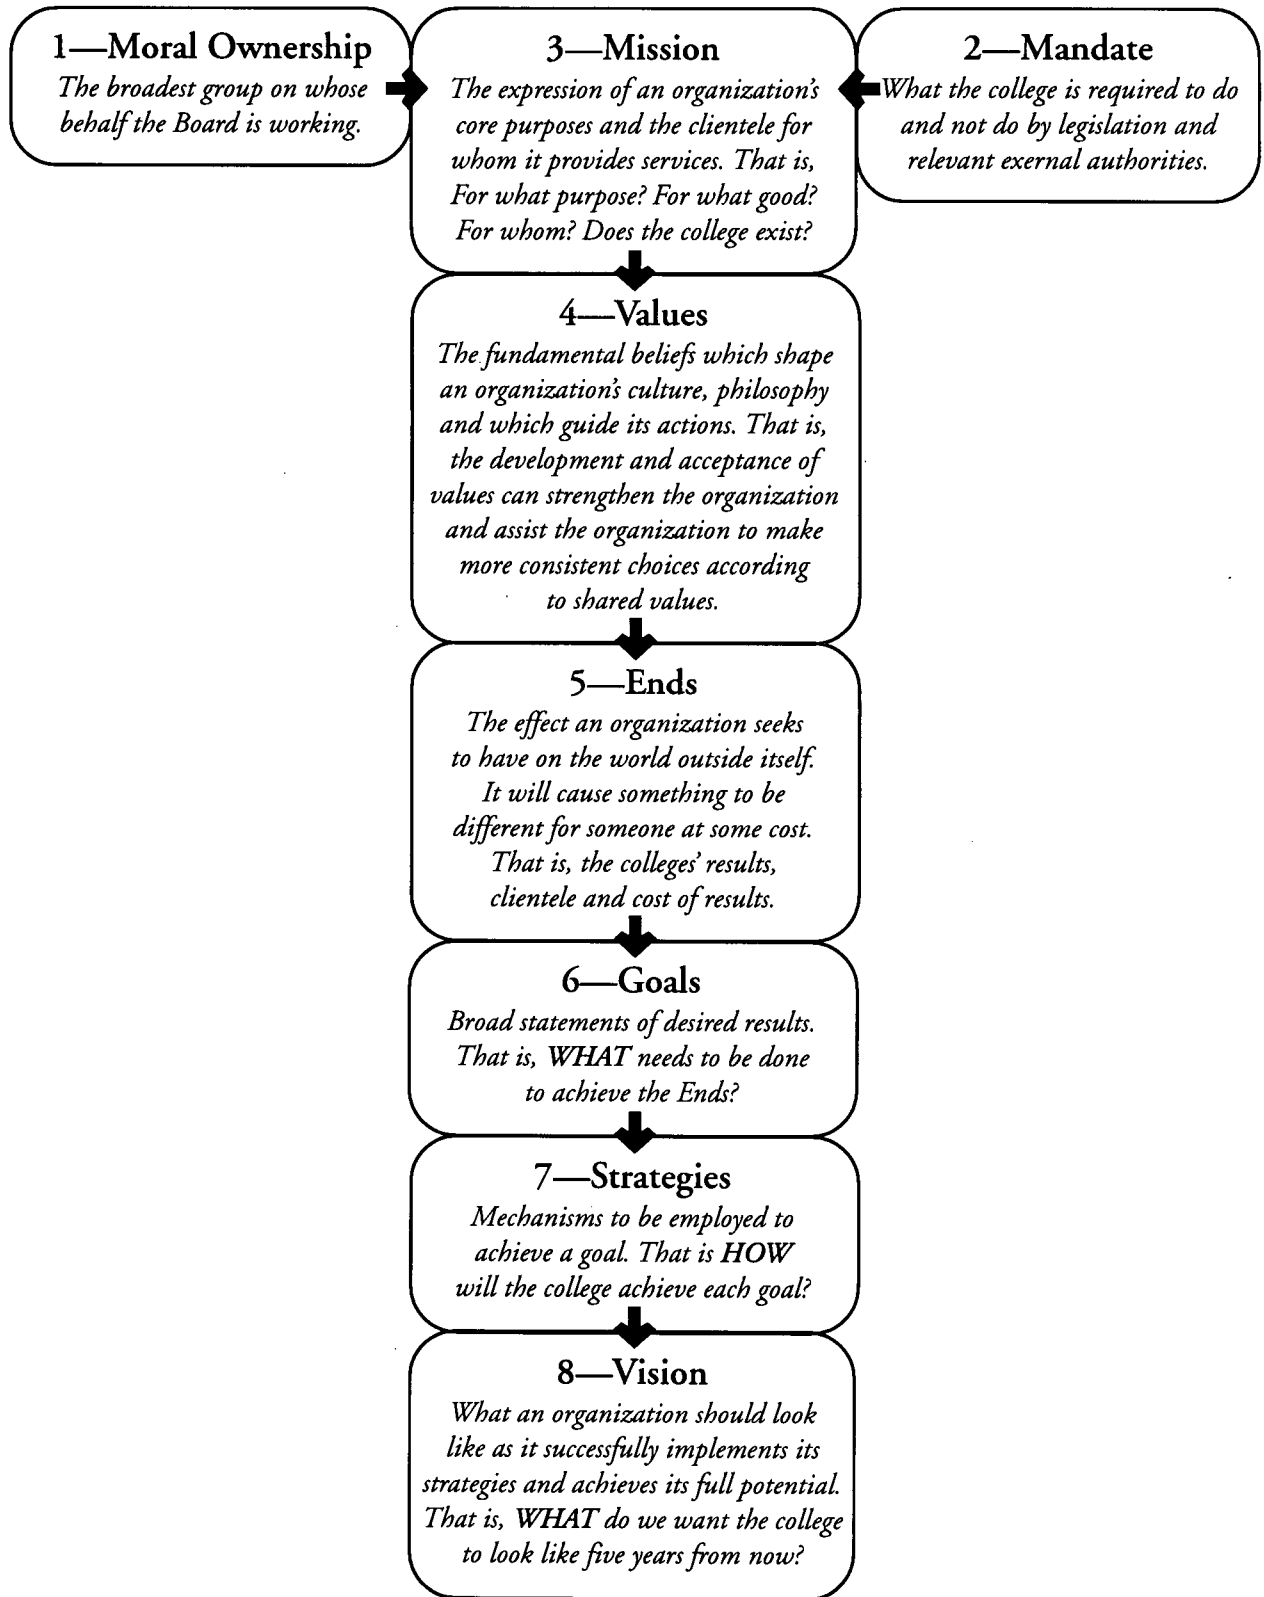 1—Moral Ownership
The broadest group on whose
behalf the Board is working.
3—Mission
The expression of an organization's
core purposes and the clientele for
whom it provides services. That is,
For what purpose? For what good?
For whom? Does the college exist?
2—Mandate
What the college is required to do
and not do by legislation and
relevant exernal authorities.
4—Values
The fundamental beliefs which shape
an organization's culture, philosophy
and which guide its actions. That is,
the development and acceptance of
values can strengthen the organization
and assist the organization to make
more consistent choices according
to shared values.
5—Ends
The effect an organization seeks
to have on the world outside itself.
It will cause something to be
different for someone at some cost.
That is, the colleges' results,
clientele and cost of results.
6—Goals
Broad statements of desired results.
That is, WHAT needs to be done
to achieve the Ends?
7—Strategies
Mechanisms to be employed to
achieve a goal. That is HOW
will the college achieve each goal?
8—Vision
What an organization should look
like as it successfully implements its
strategies and achieves its full potential.
That is, WHAT do we want the college
to look like five years from now?